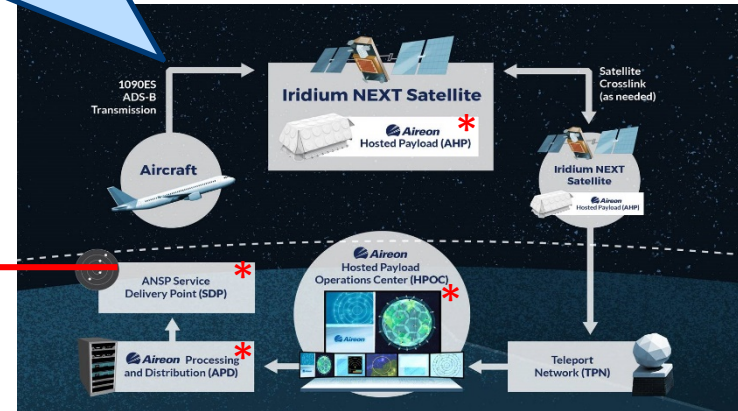 1090ES
ADS-B
Transmission
Iridium NEXT Satellite
Aireon
Hosted Payload (AHP)
*
Satellite
Crosslink
(as needed)
Aircraft
Iridium NEXT
Satellite
Aireon
Hosted Payload (AHP)
ANSP Service
Delivery Point (SDP)
*
Aireon
Hosted Payload
Operations Center (HPOC)
*
Aireon
Aireon Processing
and Distribution (APD)
*
Teleport
Network (TPN)